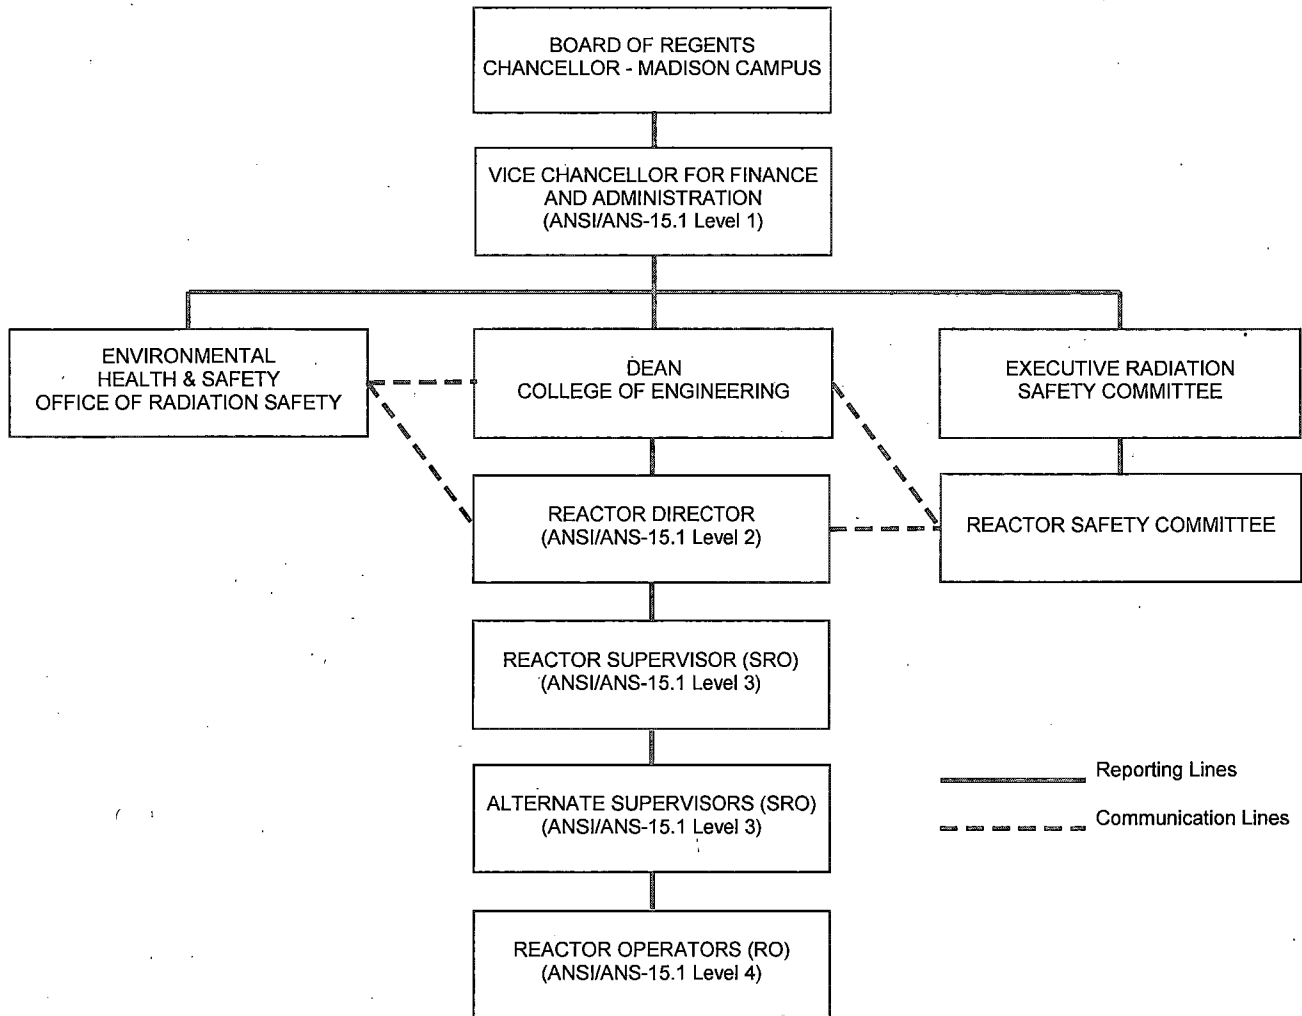 BOARD OF REGENTS
CHANCELLOR - MADISON CAMPUS
VICE CHANCELLOR FOR FINANCE
AND ADMINISTRATION
(ANSI/ANS-15.1 Level 1)
ENVIRONMENTAL
HEALTH & SAFETY
OFFICE OF RADIATION SAFETY
DEAN
COLLEGE OF ENGINEERING
EXECUTIVE RADIATION
SAFETY COMMITTEE
REACTOR DIRECTOR
(ANSI/ANS-15.1 Level 2)
REACTOR SAFETY COMMITTEE
REACTOR SUPERVISOR (SRO)
(ANSI/ANS-15.1 Level 3)
Reporting Lines
Communication Lines
ALTERNATE SUPERVISORS (SRO)
(ANSI/ANS-15.1 Level 3)
REACTOR OPERATORS (RO)
(ANSI/ANS-15.1 Level 4)